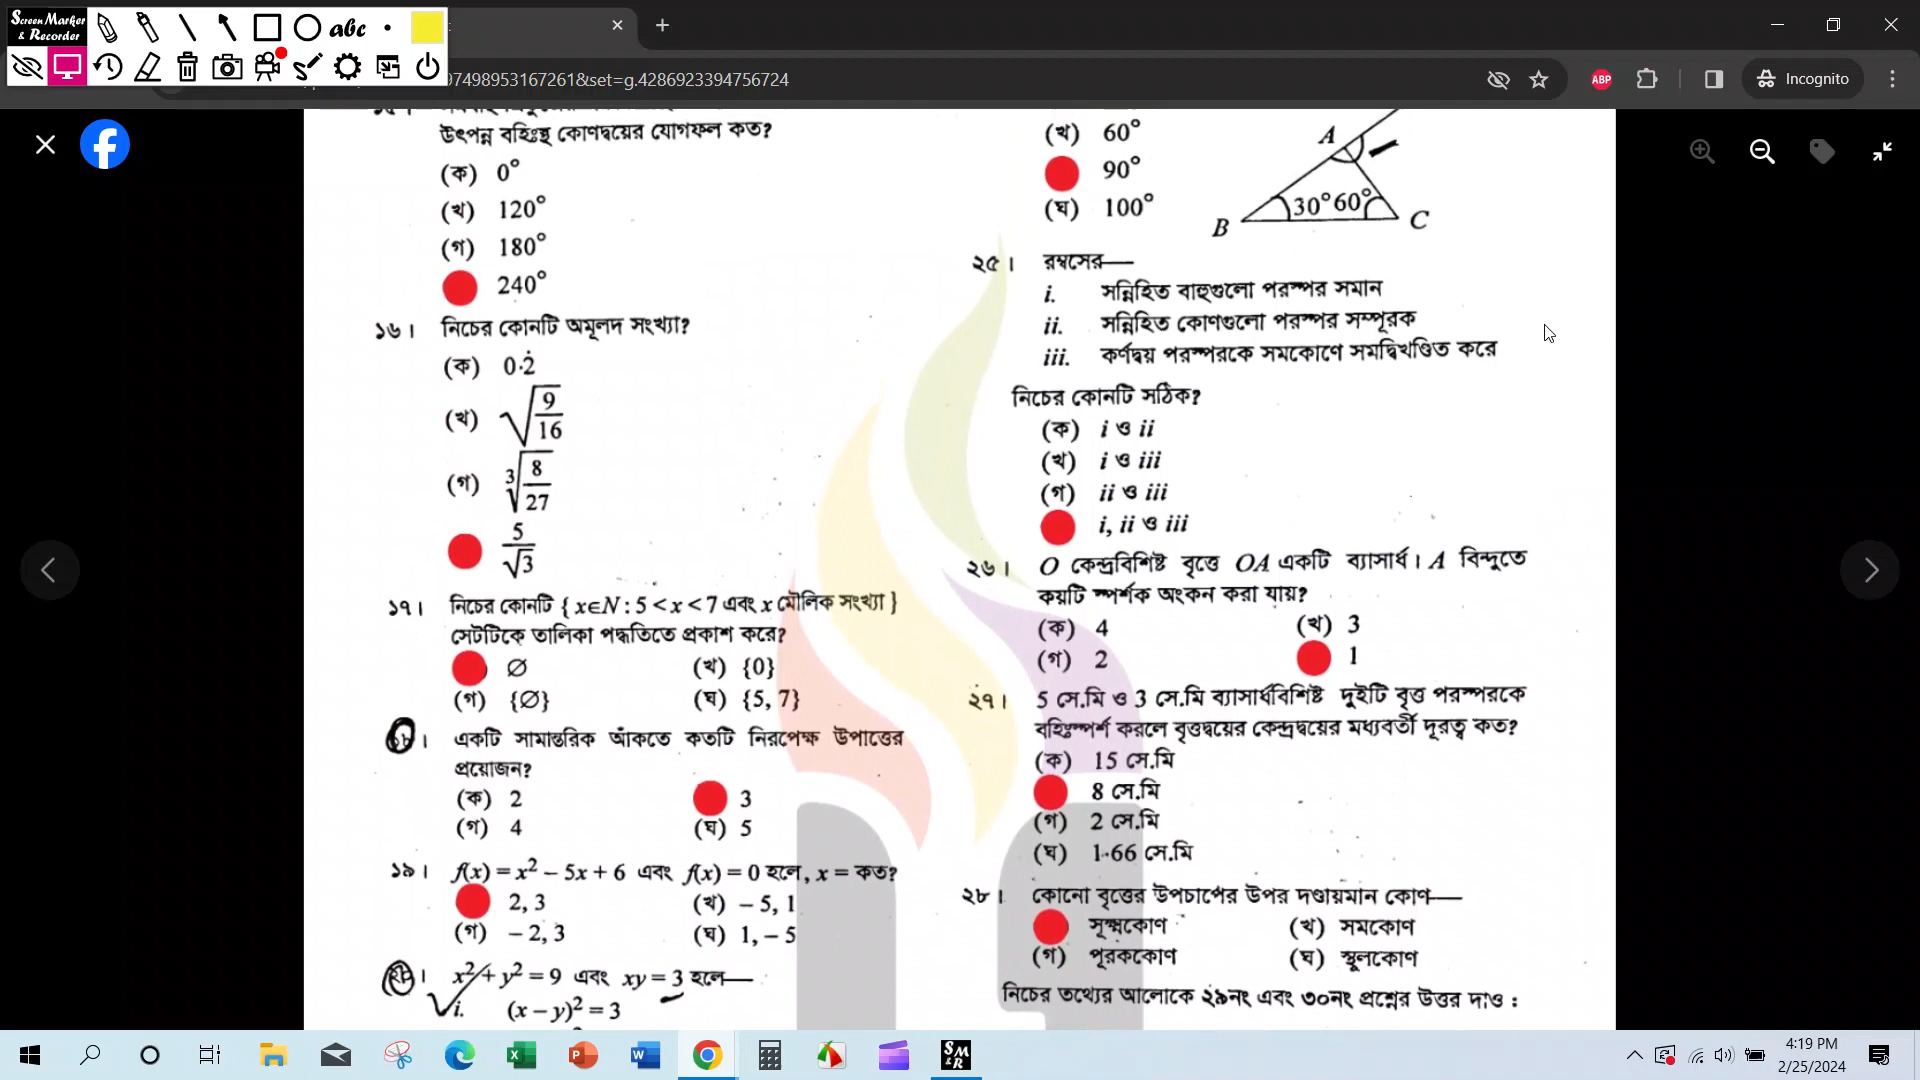 Screen Marker
& Recorder
abc
97498953167261&set=g.4286923394756724
ABP
Incognito
উৎপন্ন বহিঃস্থ কোণদ্বয়ের যোগফল কত?
(ক) 0°
(খ) 120°
(গ) 180°
240°
১৬। নিচের কোনটি অমূলদ সংখ্যা?
(ক) 0·2̇
(খ) √(9/16)
(গ) ∛(8/27)
5/√3
১৭। নিচের কোনটি { x∈N : 5 < x < 7 এবং x মৌলিক সংখ্যা }
সেটটিকে তালিকা পদ্ধতিতে প্রকাশ করে?
∅ (খ) {0}
(গ) {∅} (ঘ) {5, 7}
১৮। একটি সামান্তরিক আঁকতে কতটি নিরপেক্ষ উপাত্তের
প্রয়োজন?
(ক) 2 3
(গ) 4 (ঘ) 5
১৯। f(x) = x² − 5x + 6 এবং f(x) = 0 হলে, x = কত?
2, 3 (খ) − 5, 1
(গ) − 2, 3 (ঘ) 1, − 5
x² + y² = 9 এবং xy = 3 হলে—
i. (x − y)² = 3
(খ) 60°
90°
(ঘ) 100°
A
B 30° 60° C
২৫। রম্বসের—
i. সন্নিহিত বাহুগুলো পরস্পর সমান
ii. সন্নিহিত কোণগুলো পরস্পর সম্পূরক
iii. কর্ণদ্বয় পরস্পরকে সমকোণে সমদ্বিখণ্ডিত করে
নিচের কোনটি সঠিক?
(ক) i ও ii
(খ) i ও iii
(গ) ii ও iii
i, ii ও iii
২৬। O কেন্দ্রবিশিষ্ট বৃত্তে OA একটি ব্যাসার্ধ। A বিন্দুতে
কয়টি স্পর্শক অংকন করা যায়?
(ক) 4 (খ) 3
(গ) 2 1
২৭। 5 সে.মি ও 3 সে.মি ব্যাসার্ধবিশিষ্ট দুইটি বৃত্ত পরস্পরকে
বহিঃস্পর্শ করলে বৃত্তদ্বয়ের কেন্দ্রদ্বয়ের মধ্যবর্তী দূরত্ব কত?
(ক) 15 সে.মি
8 সে.মি
(গ) 2 সে.মি
(ঘ) 1·66 সে.মি
২৮। কোনো বৃত্তের উপচাপের উপর দণ্ডায়মান কোণ—
সূক্ষ্মকোণ (খ) সমকোণ
(গ) পূরককোণ (ঘ) স্থূলকোণ
নিচের তথ্যের আলোকে ২৯নং এবং ৩০নং প্রশ্নের উত্তর দাও :
4:19 PM
2/25/2024